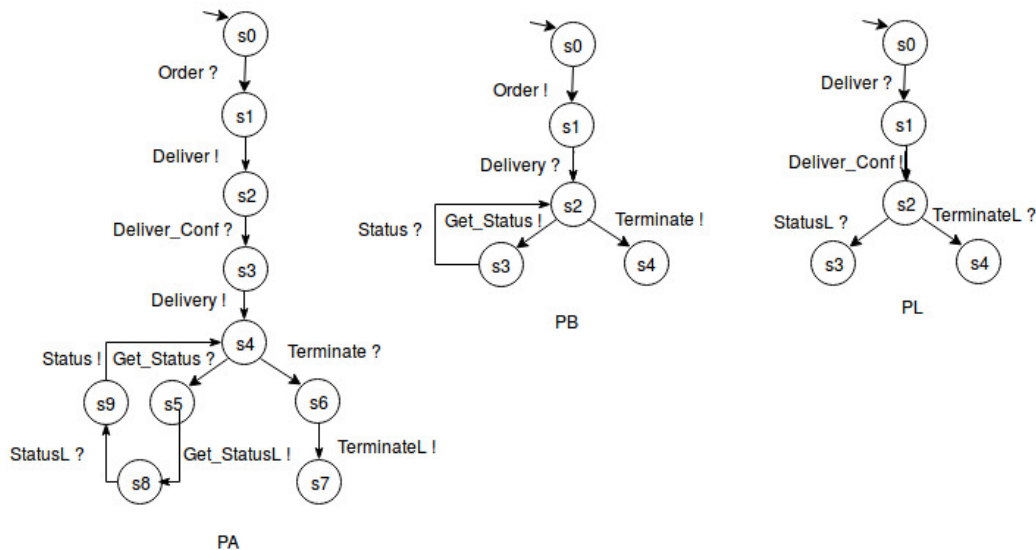 s0
Order ?
s1
Deliver !
s2
Deliver_Conf ?
s3
Delivery !
s4
Status !
Get_Status ?
Terminate ?
s9
s5
s6
StatusL ?
Get_StatusL !
TerminateL !
s8
s7
PA
s0
Order !
s1
Delivery ?
s2
Status ?
Get_Status !
Terminate !
s3
s4
PB
s0
Deliver ?
s1
Deliver_Conf !
s2
StatusL ?
TerminateL ?
s3
s4
PL